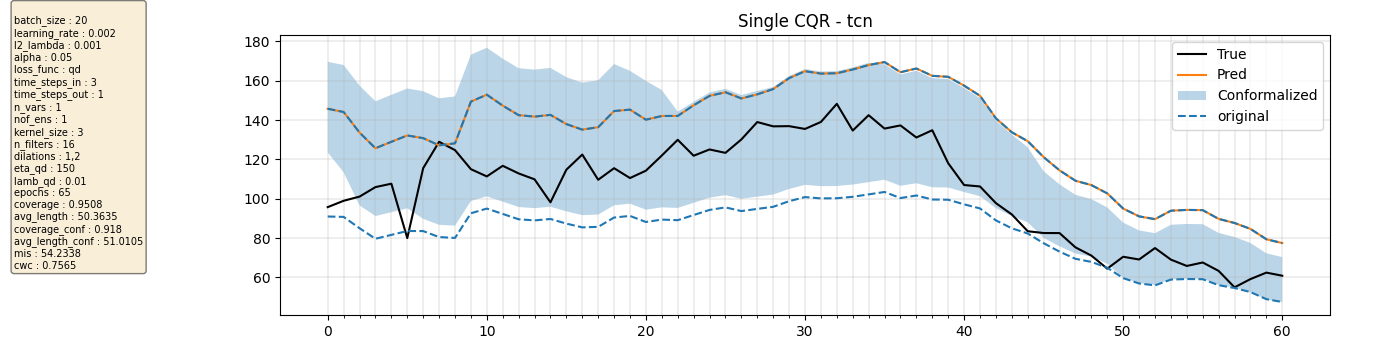 batch_size : 20
learning_rate : 0.002
l2_lambda : 0.001
alpha : 0.05
loss_func : qd
time_steps_in : 3
time_steps_out : 1
n_vars : 1
nof_ens : 1
kernel_size : 3
n_filters : 16
dilations : 1,2
eta_qd : 150
lamb_qd : 0.01
epochs : 65
coverage : 0.9508
avg_length : 50.3635
coverage_conf : 0.918
avg_length_conf : 51.0105
mis : 54.2338
cwc : 0.7565
Single CQR - tcn
True
Pred
Conformalized
original
180
160
140
120
100
80
60
0 10 20 30 40 50 60